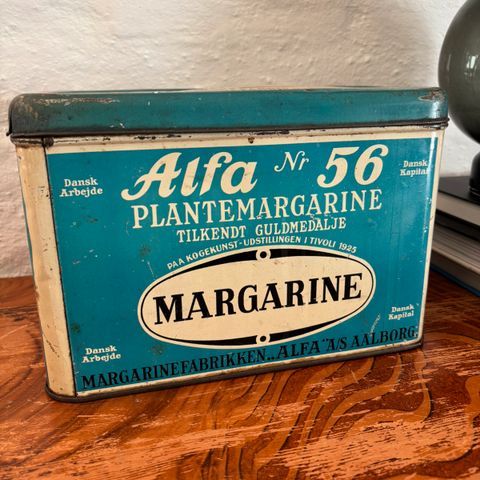 Alfa Nr 56
Dansk
Arbejde
Dansk
Kapital
PLANTEMARGARINE
TILKENDT GULDMEDALJE
PAA KOGEKUNST-UDSTILLINGEN I TIVOLI 1925
MARGARINE
Dansk
Arbejde
Dansk
Kapital
MARGARINEFABRIKKEN „ALFA" A/S AALBORG.